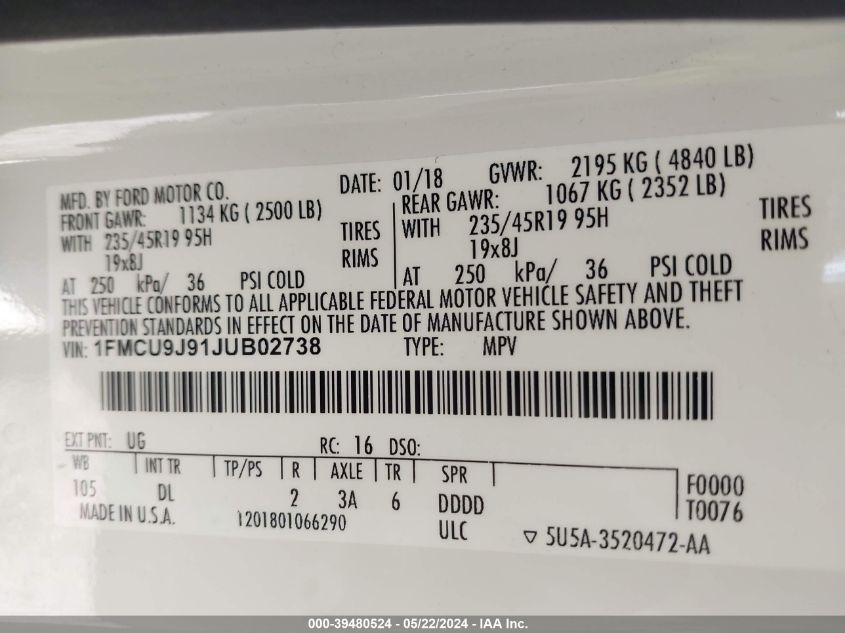 MFD. BY FORD MOTOR CO.
DATE: 01/18 GVWR: 2195 KG ( 4840 LB)
FRONT GAWR: 1134 KG ( 2500 LB)
WITH 235/45R19 95H TIRES
19x8J RIMS
AT 250 kPa/ 36 PSI COLD
REAR GAWR: 1067 KG ( 2352 LB)
WITH 235/45R19 95H TIRES
19x8J RIMS
AT 250 kPa/ 36 PSI COLD
THIS VEHICLE CONFORMS TO ALL APPLICABLE FEDERAL MOTOR VEHICLE SAFETY AND THEFT
PREVENTION STANDARDS IN EFFECT ON THE DATE OF MANUFACTURE SHOWN ABOVE.
VIN: 1FMCU9J91JUB02738 TYPE: MPV
EXT PNT: UG RC: 16 DSO:
WB INT TR TP/PS R AXLE TR SPR
105 DL 2 3A 6 DDDD
F0000
T0076
MADE IN U.S.A. 1201801066290 ULC ▽ 5U5A-3520472-AA
000-39480524 - 05/22/2024 - IAA Inc.